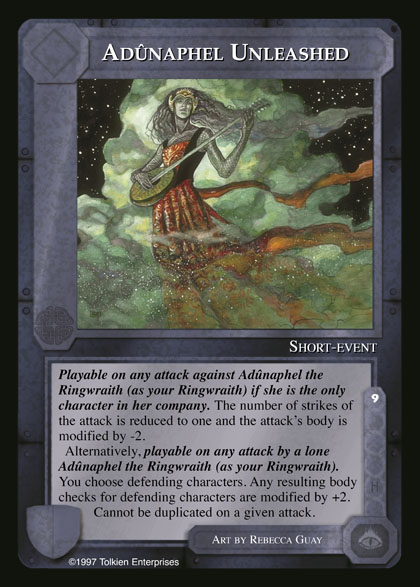 Adûnaphel Unleashed
Short-event
Playable on any attack against Adûnaphel the
Ringwraith (as your Ringwraith) if she is the only
character in her company. The number of strikes of
the attack is reduced to one and the attack's body is
modified by -2.
Alternatively, playable on any attack by a lone
Adûnaphel the Ringwraith (as your Ringwraith).
You choose defending characters. Any resulting body
checks for defending characters are modified by +2.
Cannot be duplicated on a given attack.
9
H
Art by Rebecca Guay
©1997 Tolkien Enterprises